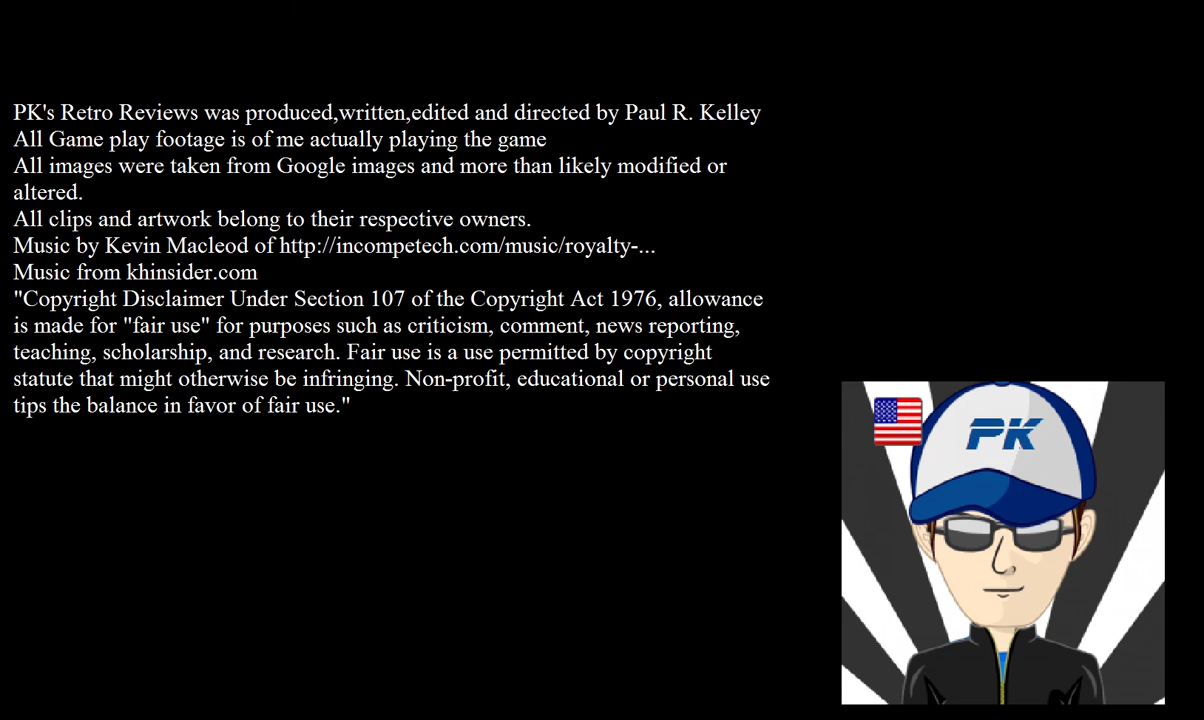 PK's Retro Reviews was produced,written,edited and directed by Paul R. Kelley
All Game play footage is of me actually playing the game
All images were taken from Google images and more than likely modified or
altered.
All clips and artwork belong to their respective owners.
Music by Kevin Macleod of http://incompetech.com/music/royalty-...
Music from khinsider.com
"Copyright Disclaimer Under Section 107 of the Copyright Act 1976, allowance
is made for "fair use" for purposes such as criticism, comment, news reporting,
teaching, scholarship, and research. Fair use is a use permitted by copyright
statute that might otherwise be infringing. Non-profit, educational or personal use
tips the balance in favor of fair use."
PK